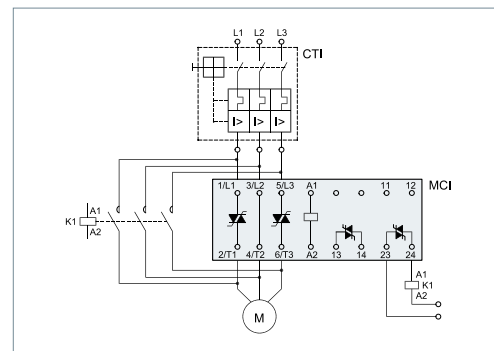 L1 L2 L3
CTI
I> I> I>
1/L1 3/L2 5/L3 A1 11 12 MCI
A1
K1
A2
2/T1 4/T2 6/T3 A2 13 14 23 24
A1
K1
A2
M